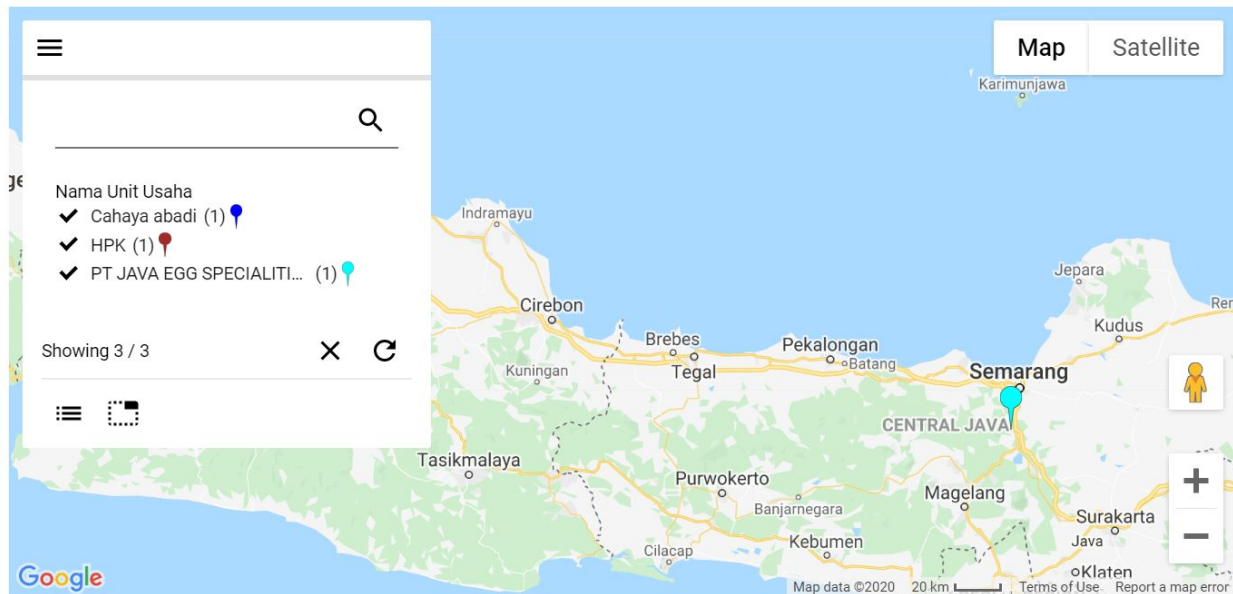 Map Satellite
Karimunjawa
Nama Unit Usaha
Cahaya abadi (1)
HPK (1)
PT JAVA EGG SPECIALITI... (1)
Showing 3 / 3
Indramayu
Jepara
Cirebon
Kudus
Brebes
Pekalongan
Batang
Tegal
Kuningan
Semarang
CENTRAL JAVA
Tasikmalaya
Purwokerto
Magelang
Banjarnegara
Surakarta
Kebumen
Java
Cilacap
Klaten
Google
Map data ©2020 20 km Terms of Use Report a map error